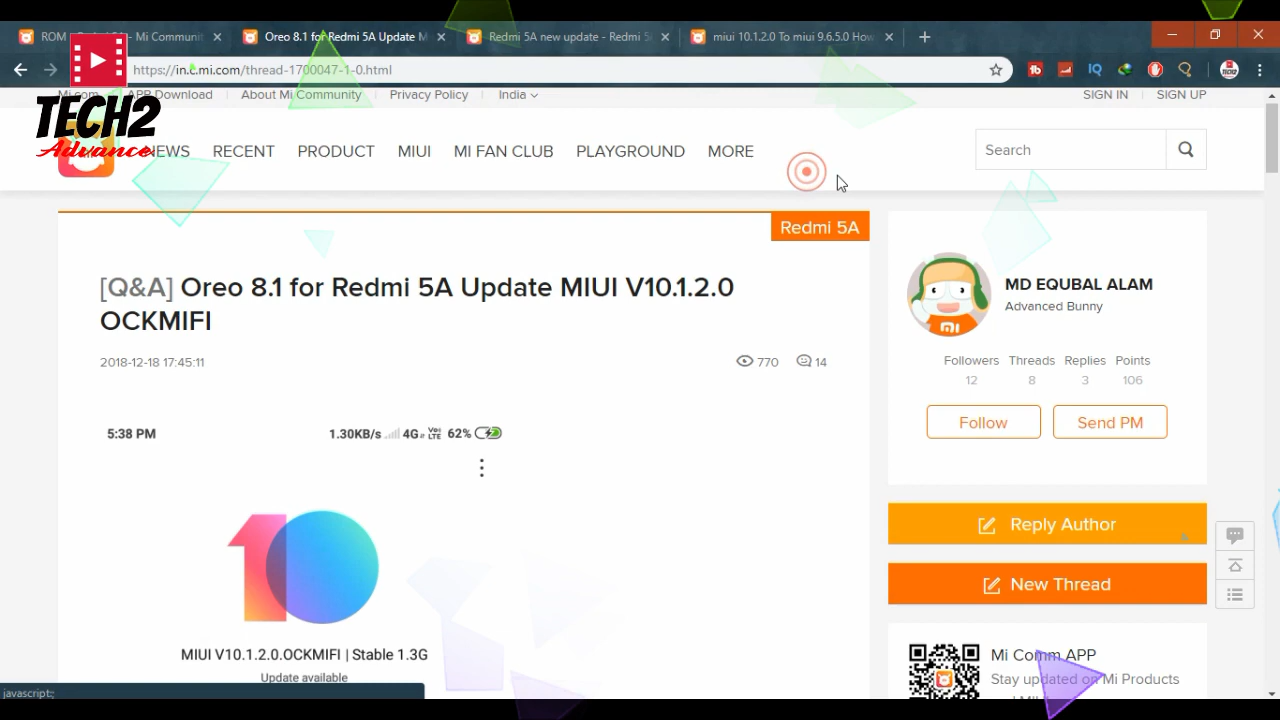 Oreo 8.1 for Redmi 5A Update M
Redmi 5A new update - Redmi 5
miui 10.1.2.0 To miui 9.6.5.0 How
https://in.c.mi.com/thread-1700047-1-0.html
TECH2
Advance
APP Download
About Mi Community
Privacy Policy
India
SIGN IN
SIGN UP
NEWS
RECENT
PRODUCT
MIUI
MI FAN CLUB
PLAYGROUND
MORE
Search
Redmi 5A
[Q&A] Oreo 8.1 for Redmi 5A Update MIUI V10.1.2.0
OCKMIFI
2018-12-18 17:45:11
770
14
5:38 PM
1.30KB/s 4G VoLTE 62%
10
MIUI V10.1.2.0.OCKMIFI | Stable 1.3G
Update available
MD EQUBAL ALAM
Advanced Bunny
Followers Threads Replies Points
12 8 3 106
Follow
Send PM
Reply Author
New Thread
Mi Comm APP
Stay updated on Mi Products
javascript:;